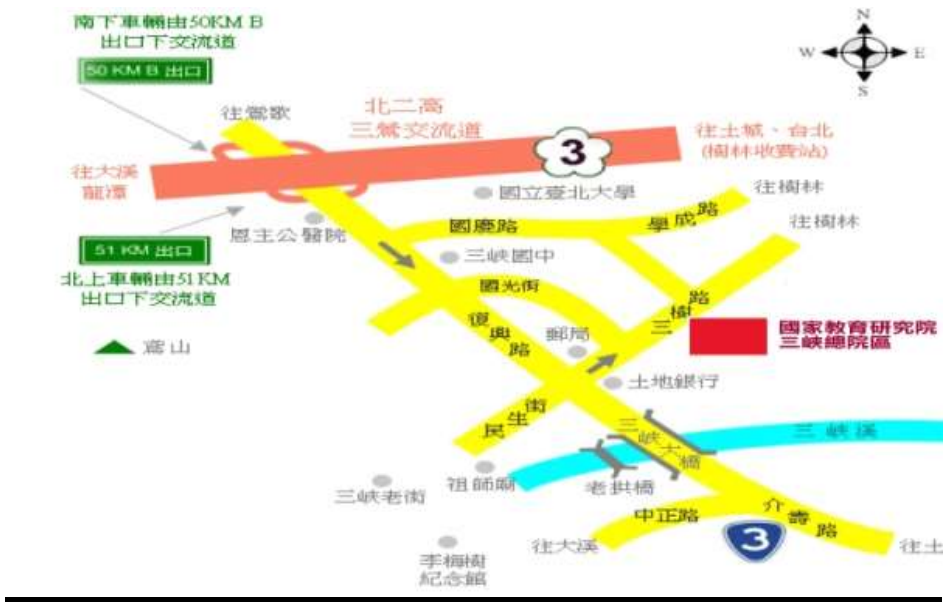 南下車輛由50KM B
出口下交流道
50 KM B 出口
N
W
E
S
往鶯歌
北二高
三鶯交流道
3
往土城、台北
(樹林收費站)
往大溪
龍潭
國立臺北大學
往樹林
學成路
往樹林
恩主公醫院
國慶路
51 KM 出口
三峽國中
北上車輛由51KM
出口下交流道
國光街
三樹路
復興路
國家教育研究院
三峽總院區
鳶山
郵局
土地銀行
民生街
三峽大橋
三峽溪
祖師廟
老拱橋
三峽老街
中正路
介壽路
3
往大溪
往土
李梅樹
紀念館